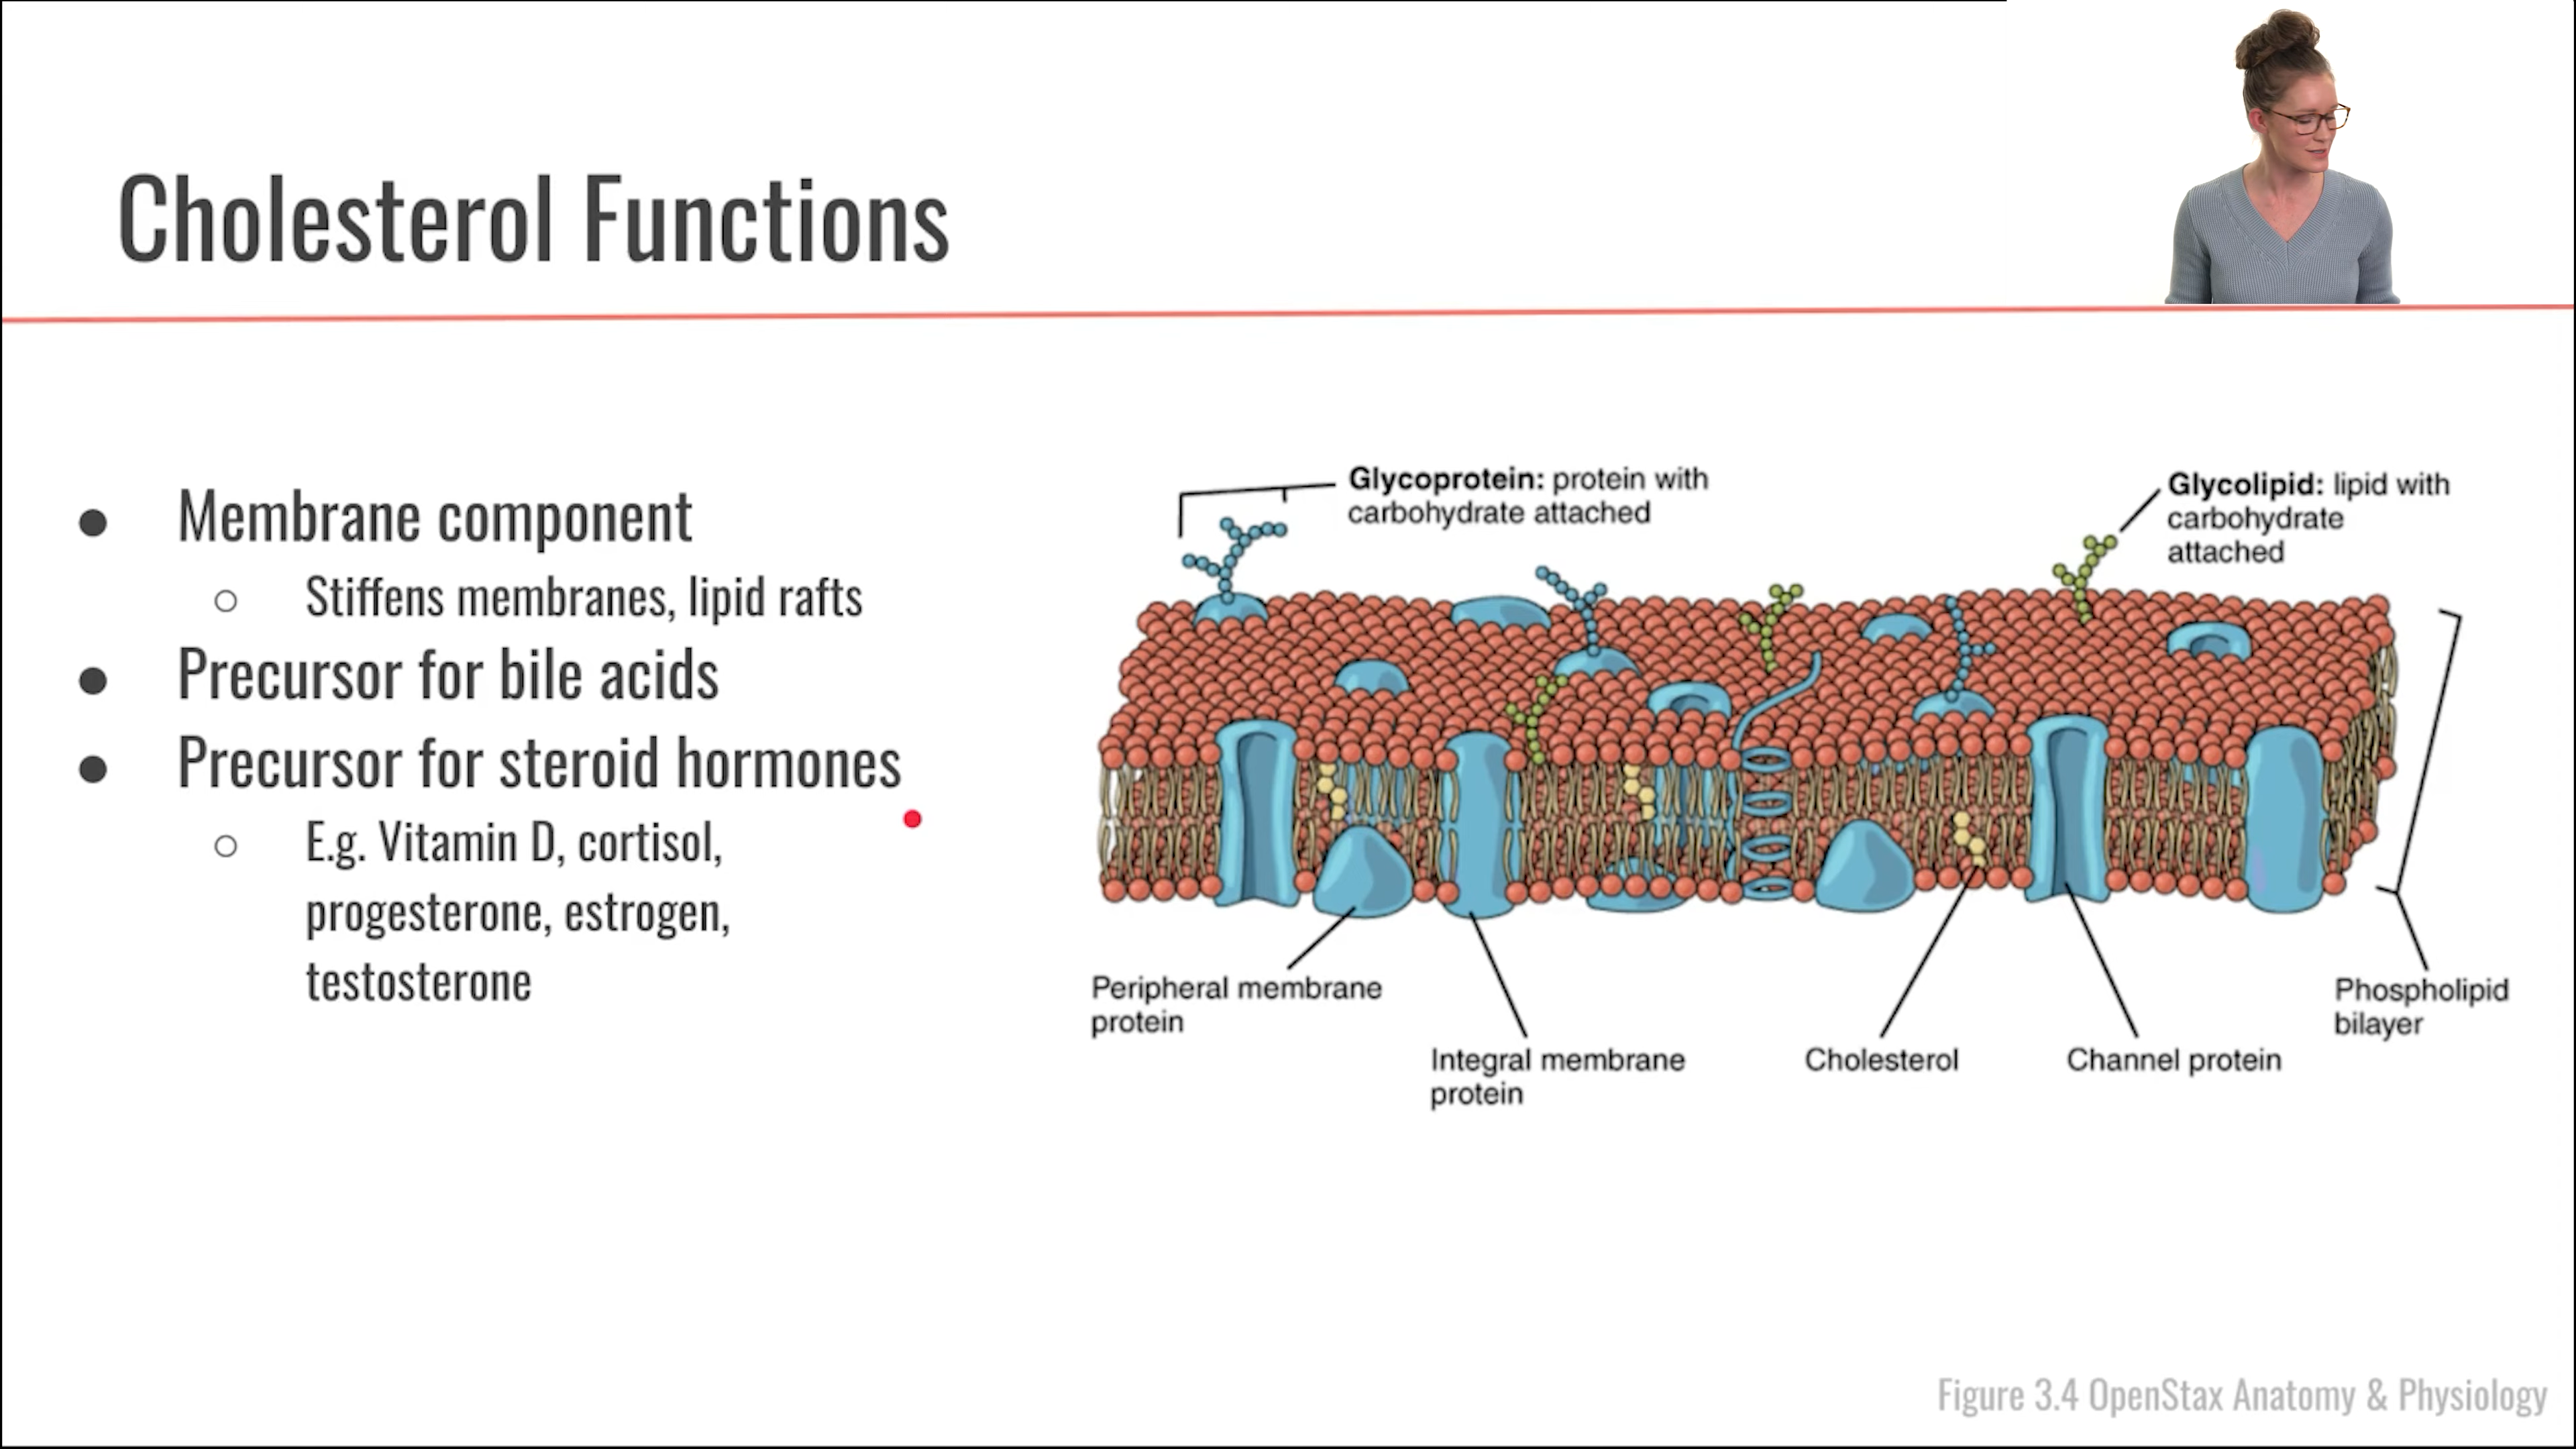 Cholesterol Functions
● Membrane component
○ Stiffens membranes, lipid rafts
● Precursor for bile acids
● Precursor for steroid hormones
○ E.g. Vitamin D, cortisol,
progesterone, estrogen,
testosterone
Glycoprotein: protein with
carbohydrate attached
Glycolipid: lipid with
carbohydrate
attached
Peripheral membrane
protein
Integral membrane
protein
Cholesterol
Channel protein
Phospholipid
bilayer
Figure 3.4 OpenStax Anatomy & Physiology